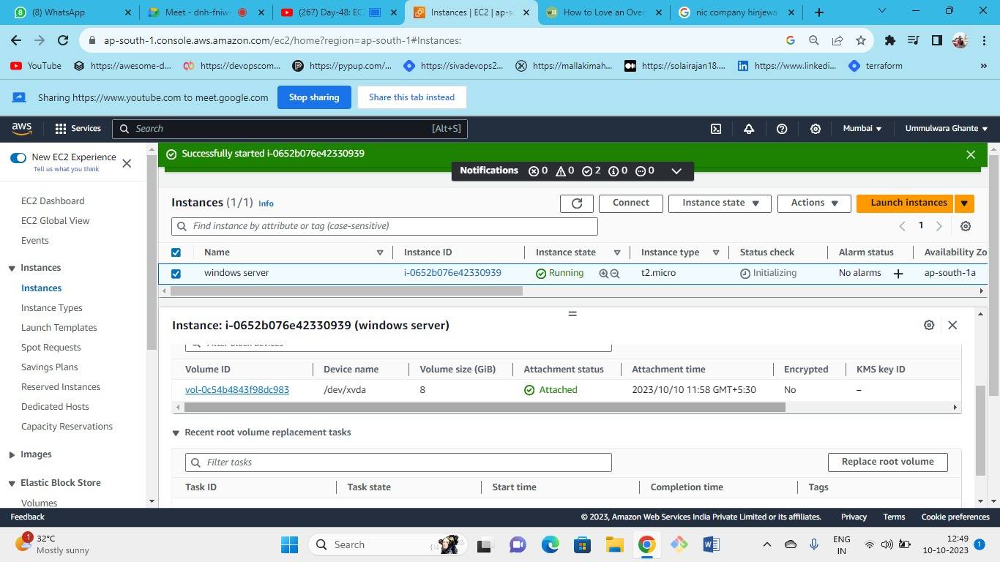 (8) WhatsApp
Meet - dnh-fniw-
(267) Day-48: EC
Instances | EC2 | ap-s
How to Love an Over
nic company hinjewa
ap-south-1.console.aws.amazon.com/ec2/home?region=ap-south-1#Instances:
YouTube
https://awesome-d...
https://devopscom...
https://pypup.com/...
https://sivadevops2...
https://mallakimah...
https://solairajan18....
https://www.linkedi...
terraform
Sharing https://www.youtube.com to meet.google.com
Stop sharing
Share this tab instead
aws
Services
Search
[Alt+S]
Mumbai
Ummulwara Ghante
New EC2 Experience
Tell us what you think
Successfully started i-0652b076e42330939
Notifications 0 0 2 0 0
EC2 Dashboard
EC2 Global View
Events
Instances
Instances
Instance Types
Launch Templates
Spot Requests
Savings Plans
Reserved Instances
Dedicated Hosts
Capacity Reservations
Images
Elastic Block Store
Volumes
Instances (1/1) Info
Connect
Instance state
Actions
Launch instances
Find instance by attribute or tag (case-sensitive)
1
Name Instance ID Instance state Instance type Status check Alarm status Availability Zo
windows server i-0652b076e42330939 Running t2.micro Initializing No alarms + ap-south-1a
Instance: i-0652b076e42330939 (windows server)
Filter block devices
Volume ID Device name Volume size (GiB) Attachment status Attachment time Encrypted KMS key ID
vol-0c54b4843f98dc983 /dev/xvda 8 Attached 2023/10/10 11:58 GMT+5:30 No –
Recent root volume replacement tasks
Filter tasks
Replace root volume
Task ID Task state Start time Completion time Tags
Feedback
© 2023, Amazon Web Services India Private Limited or its affiliates. Privacy Terms Cookie preferences
1
32°C
Mostly sunny
Search
ENG
IN
12:49
10-10-2023
1